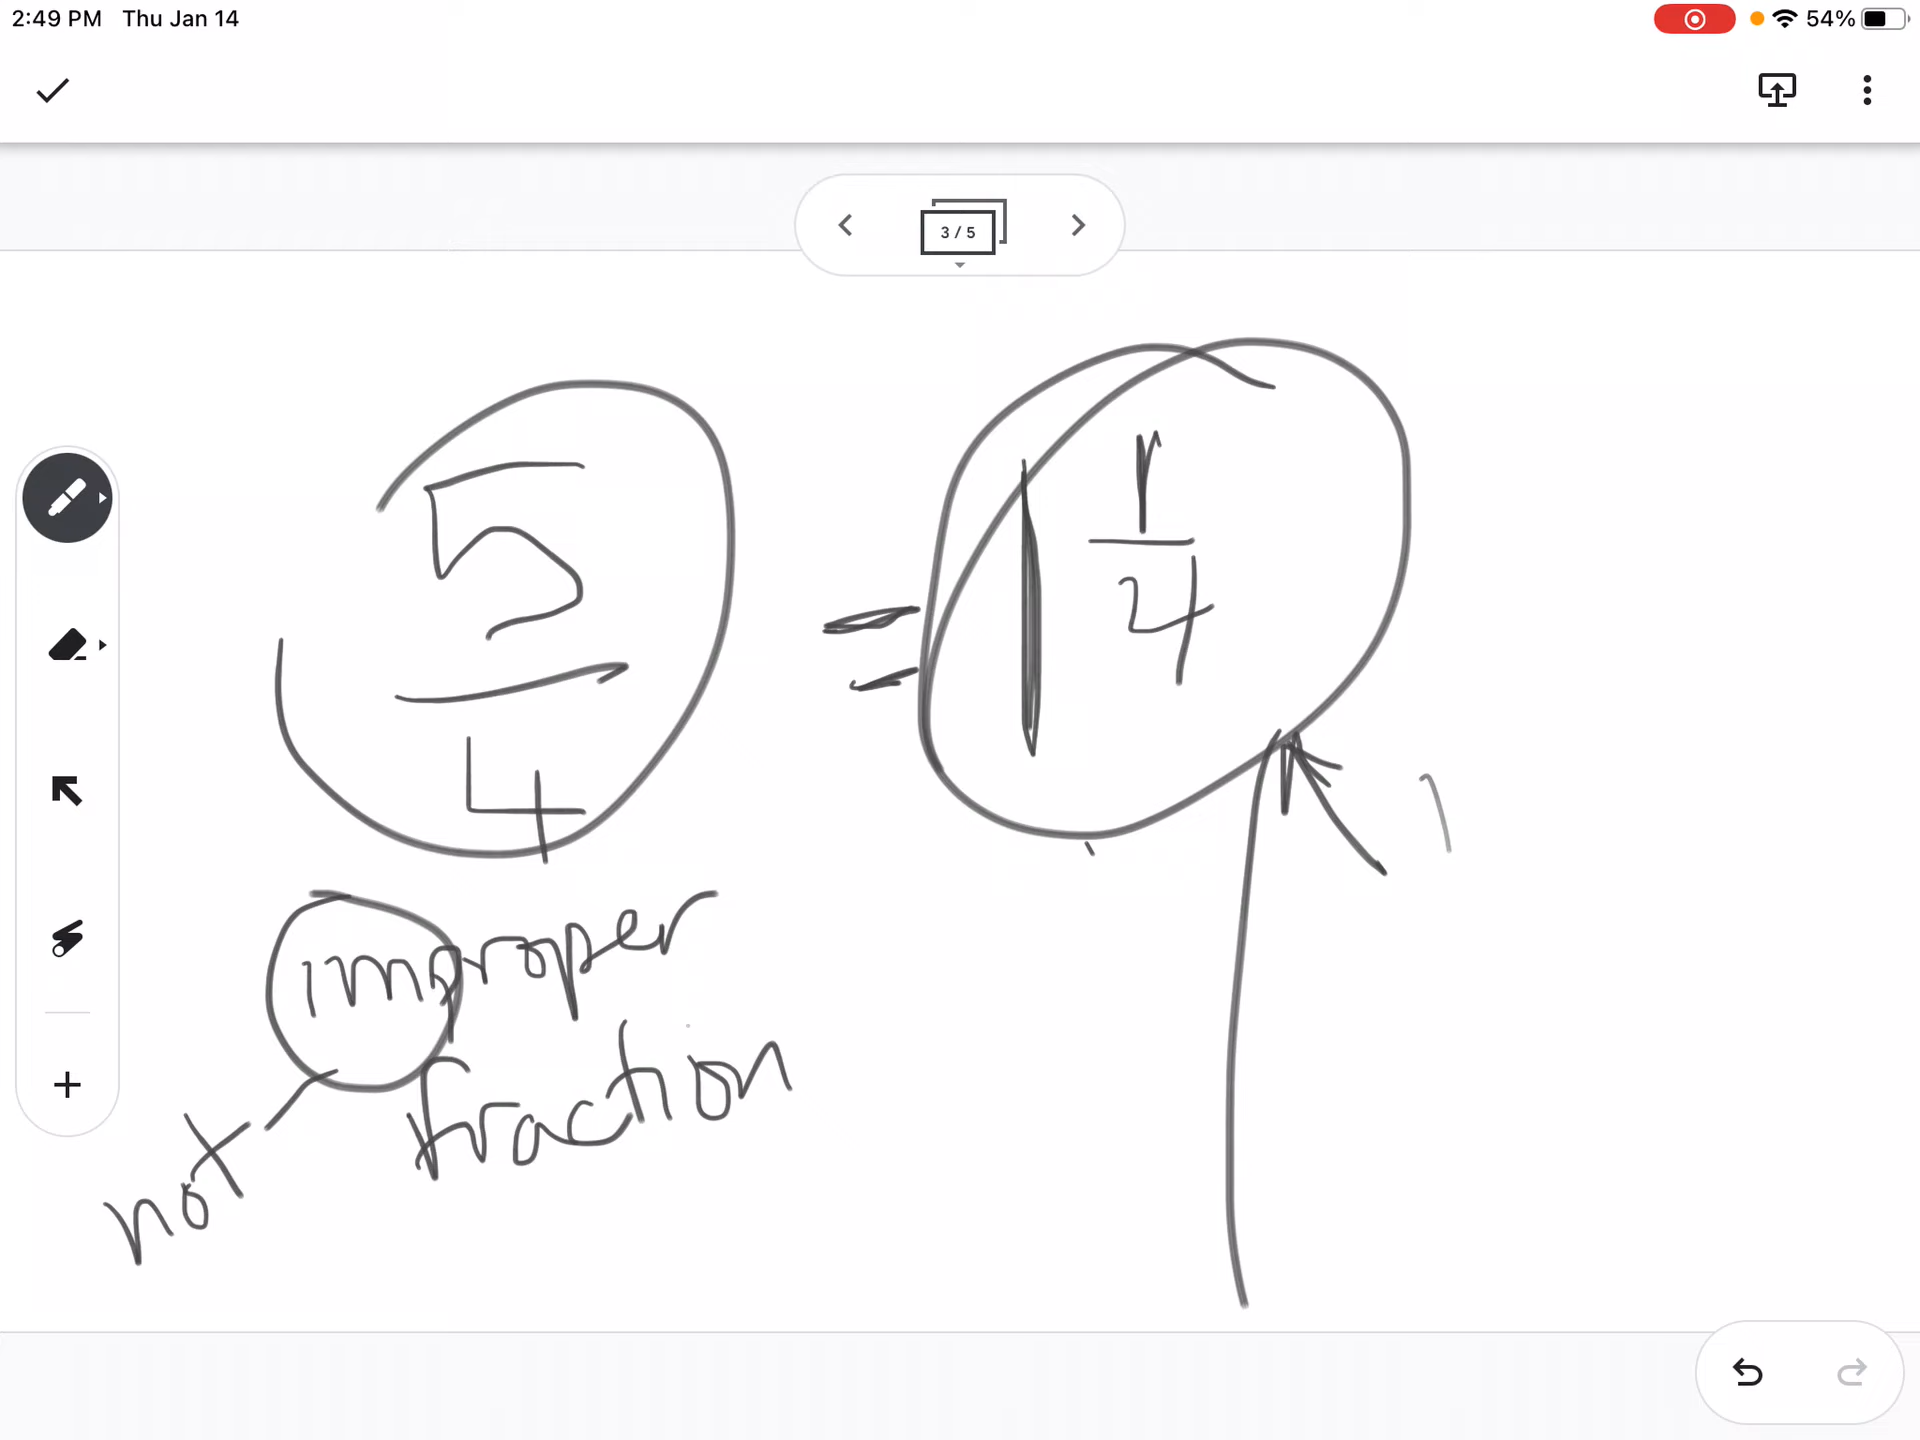 2:49 PM Thu Jan 14
54%
3 / 5
5/4 = 1 1/4
improper
fraction
not